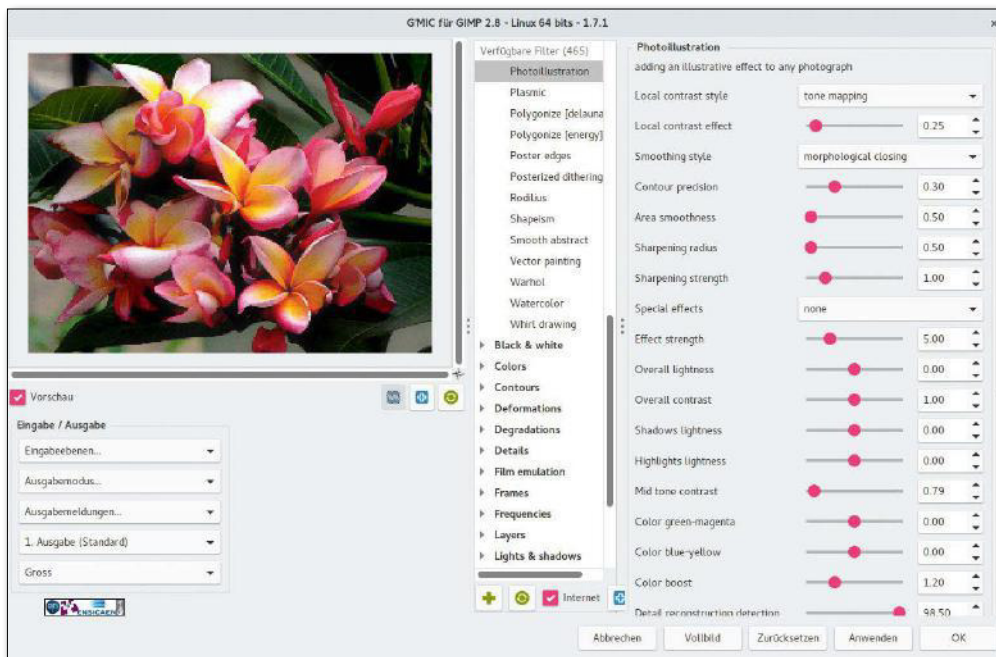 G'MIC für GIMP 2.8 - Linux 64 bits - 1.7.1
Vorschau
Eingabe / Ausgabe
Eingabeebenen...
Ausgabemodus...
Ausgabemeldungen...
1. Ausgabe (Standard)
Gross
ENSICAEN
Verfügbare Filter (465)
Photoillustration
Plasmic
Polygonize [delauna
Polygonize [energy]
Poster edges
Posterized dithering
Rodilius
Shapeism
Smooth abstract
Vector painting
Warhol
Watercolor
Whirl drawing
Black & white
Colors
Contours
Deformations
Degradations
Details
Film emulation
Frames
Frequencies
Layers
Lights & shadows
Internet
Photoillustration
adding an illustrative effect to any photograph
Local contrast style tone mapping
Local contrast effect 0.25
Smoothing style morphological closing
Contour precision 0.30
Area smoothness 0.50
Sharpening radius 0.50
Sharpening strength 1.00
Special effects none
Effect strength 5.00
Overall lightness 0.00
Overall contrast 1.00
Shadows lightness 0.00
Highlights lightness 0.00
Mid tone contrast 0.79
Color green-magenta 0.00
Color blue-yellow 0.00
Color boost 1.20
Detail reconstruction detection 98.50
Abbrechen Vollbild Zurücksetzen Anwenden OK